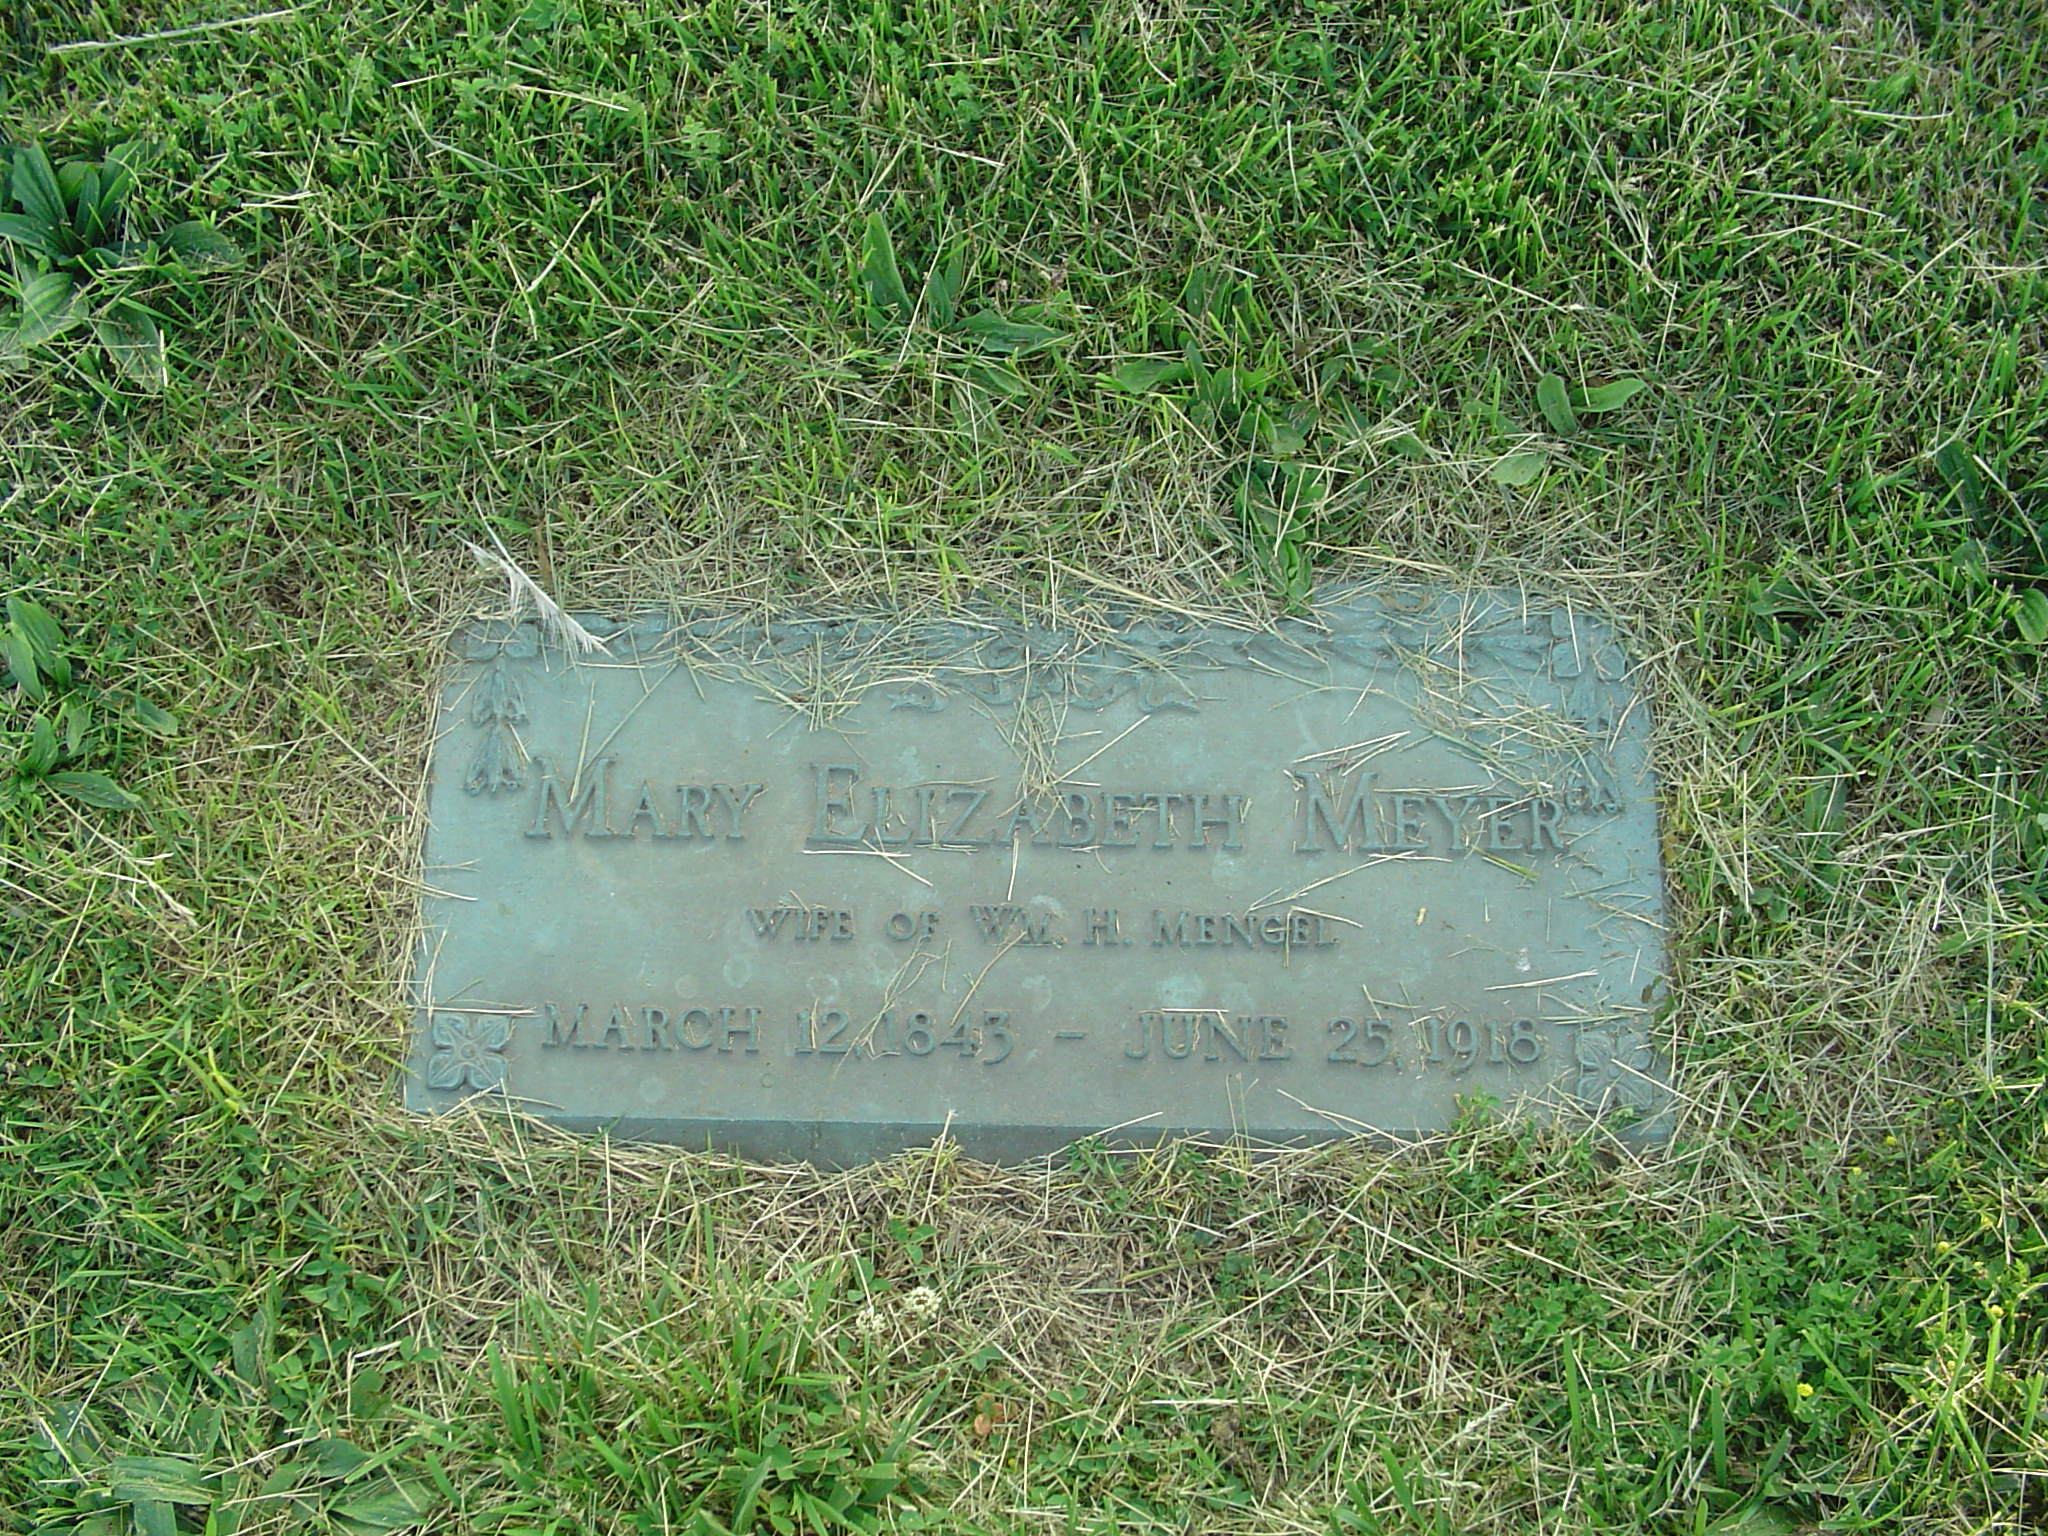 MARY ELIZABETH MEYER
WIFE OF WM. H. MENGEL
MARCH 12, 1843 - JUNE 25, 1918